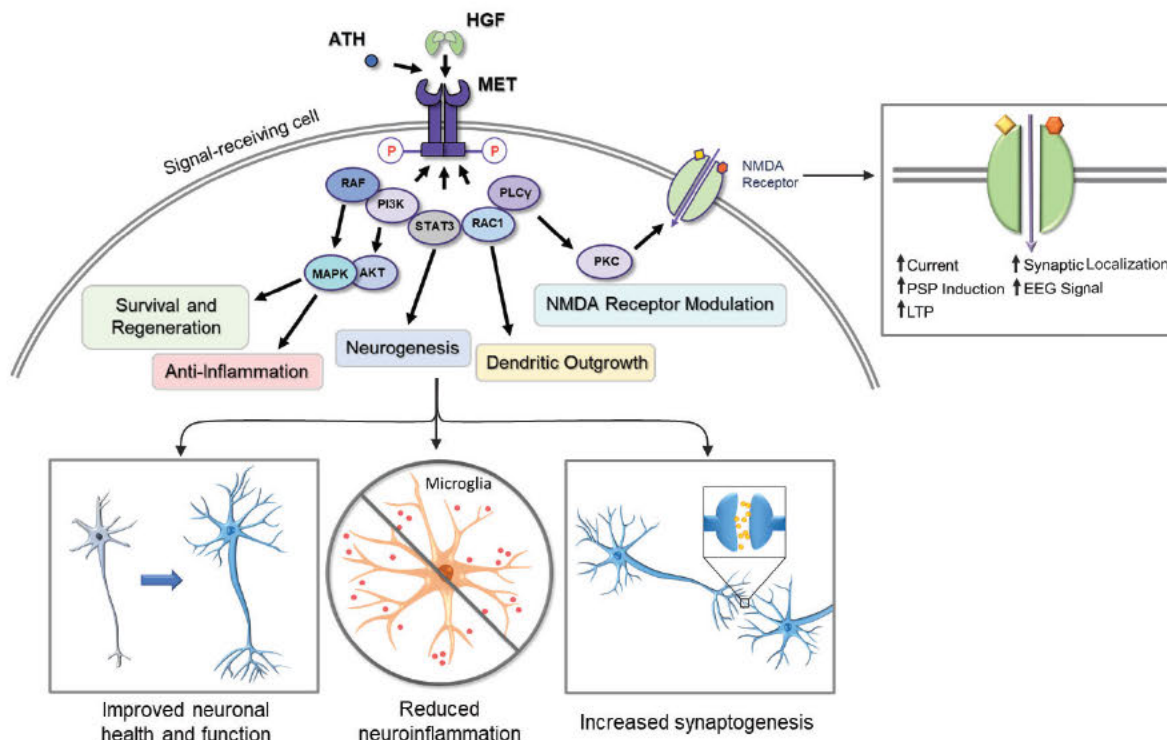 HGF
ATH
MET
Signal-receiving cell
P
P
RAF
PI3K
STAT3
RAC1
PLCγ
MAPK
AKT
PKC
NMDA
Receptor
Survival and
Regeneration
Anti-Inflammation
Neurogenesis
Dendritic Outgrowth
NMDA Receptor Modulation
Current
Synaptic Localization
PSP Induction
EEG Signal
LTP
Microglia
Improved neuronal
health and function
Reduced
neuroinflammation
Increased synaptogenesis